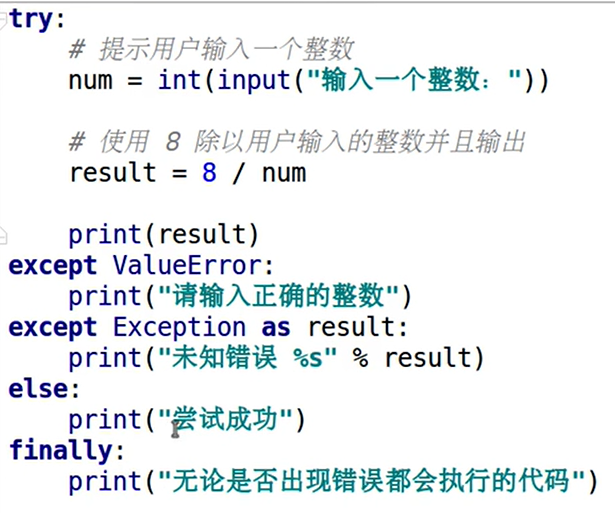 try:
    # 提示用户输入一个整数
    num = int(input("输入一个整数："))
    # 使用 8 除以用户输入的整数并且输出
    result = 8 / num
    print(result)
except ValueError:
    print("请输入正确的整数")
except Exception as result:
    print("未知错误 %s" % result)
else:
    print("尝试成功")
finally:
    print("无论是否出现错误都会执行的代码")